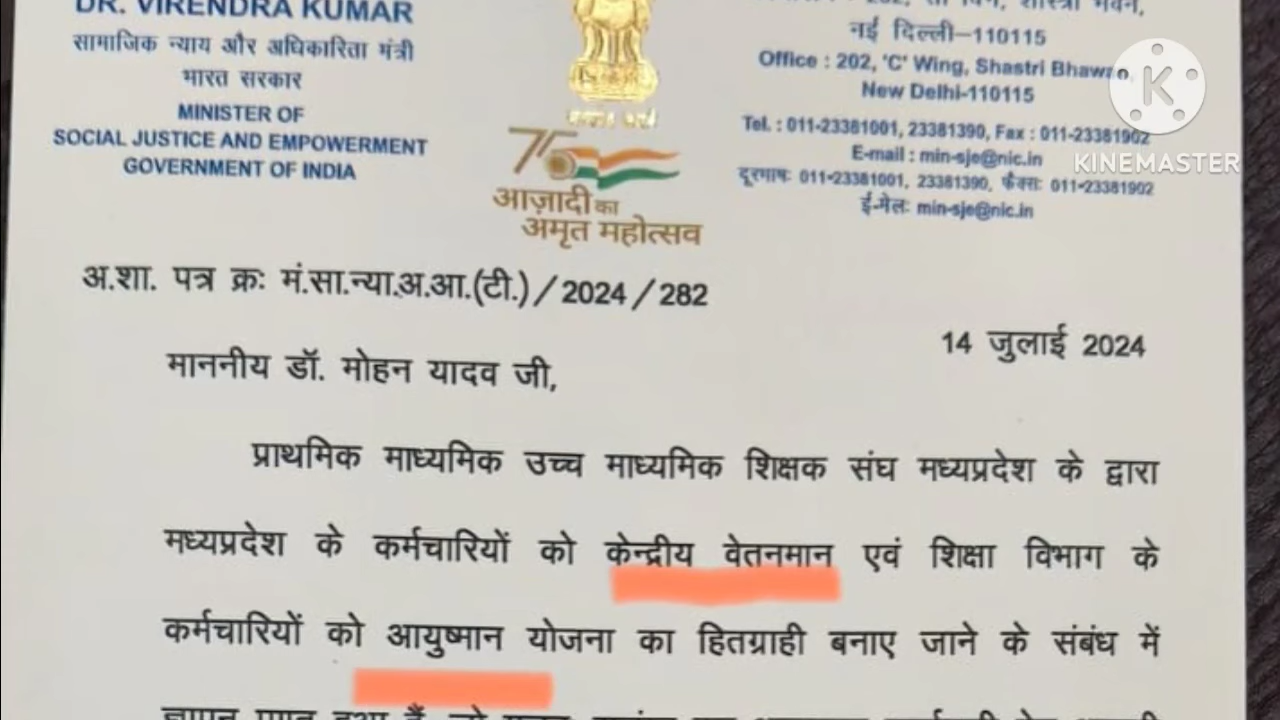 DR. VIRENDRA KUMAR
सामाजिक न्याय और अधिकारिता मंत्री
भारत सरकार
MINISTER OF
SOCIAL JUSTICE AND EMPOWERMENT
GOVERNMENT OF INDIA
75
आज़ादी का
अमृत महोत्सव
नई दिल्ली-110115
Office : 202, 'C' Wing, Shastri Bhawan,
New Delhi-110115
Tel. : 011-23381001, 23381390, Fax : 011-23381902
E-mail : min-sje@nic.in
दूरभाषः 011-23381001, 23381390, फैक्सः 011-23381902
ई-मेलः min-sje@nic.in
KINEMASTER
अ.शा. पत्र क्रः मं.सा.न्या.अ.आ.(टी.)/2024/282
14 जुलाई 2024
माननीय डॉ. मोहन यादव जी,
प्राथमिक माध्यमिक उच्च माध्यमिक शिक्षक संघ मध्यप्रदेश के द्वारा
मध्यप्रदेश के कर्मचारियों को केन्द्रीय वेतनमान एवं शिक्षा विभाग के
कर्मचारियों को आयुष्मान योजना का हितग्राही बनाए जाने के संबंध में